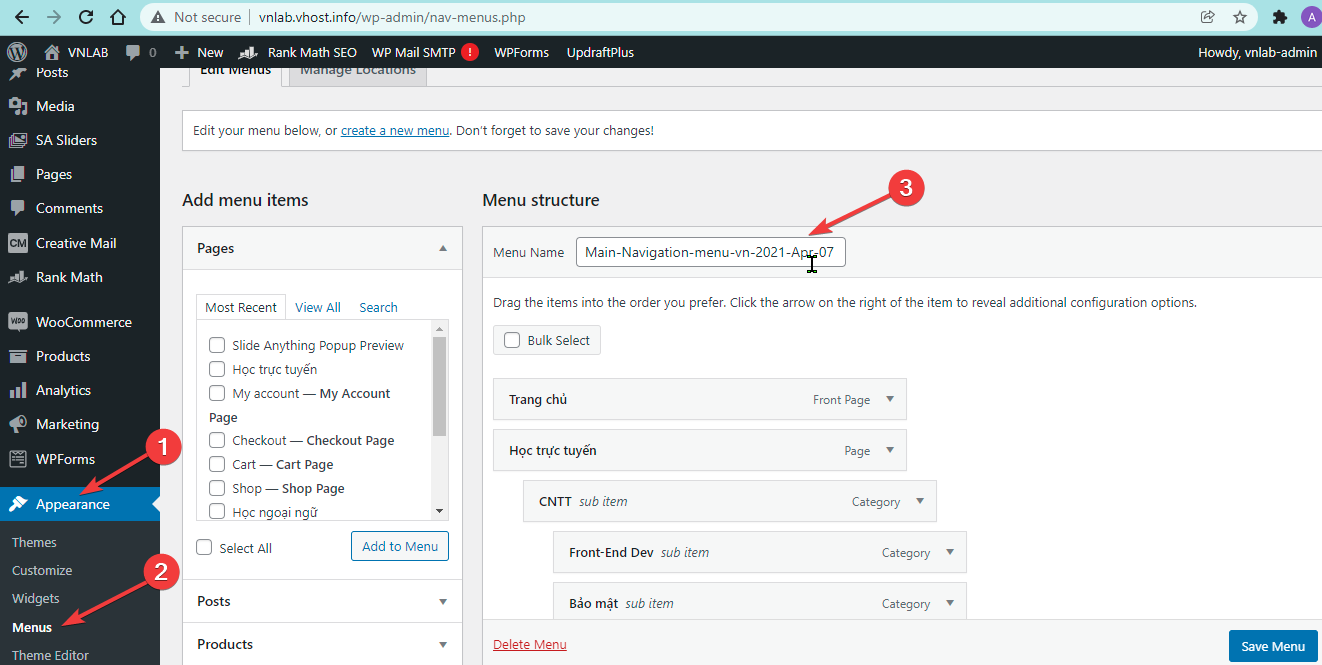 Not secure
vnlab.vhost.info/wp-admin/nav-menus.php
A
VNLAB
0
New
Rank Math SEO
WP Mail SMTP
!
WPForms
UpdraftPlus
Howdy, vnlab-admin
Posts
Media
SA Sliders
Pages
Comments
CM
Creative Mail
Rank Math
WOO
WooCommerce
Products
Analytics
Marketing
WPForms
1
Appearance
Themes
Customize
2
Widgets
Menus
Theme Editor
Edit Menus
Manage Locations
Edit your menu below, or create a new menu. Don't forget to save your changes!
Add menu items
Pages
Most Recent
View All
Search
Slide Anything Popup Preview
Học trực tuyến
My account — My Account
Page
Checkout — Checkout Page
Cart — Cart Page
Shop — Shop Page
Học ngoại ngữ
Select All
Add to Menu
Posts
Products
Menu structure
3
Menu Name
Main-Navigation-menu-vn-2021-Apr-07
Drag the items into the order you prefer. Click the arrow on the right of the item to reveal additional configuration options.
Bulk Select
Trang chủ
Front Page
Học trực tuyến
Page
CNTT sub item
Category
Front-End Dev sub item
Category
Bảo mật sub item
Category
Delete Menu
Save Menu